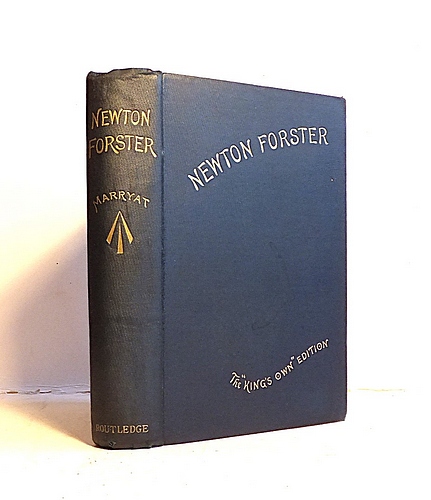 NEWTON
FORSTER
MARRYAT
ROUTLEDGE
NEWTON FORSTER
The "KING'S OWN" EDITION